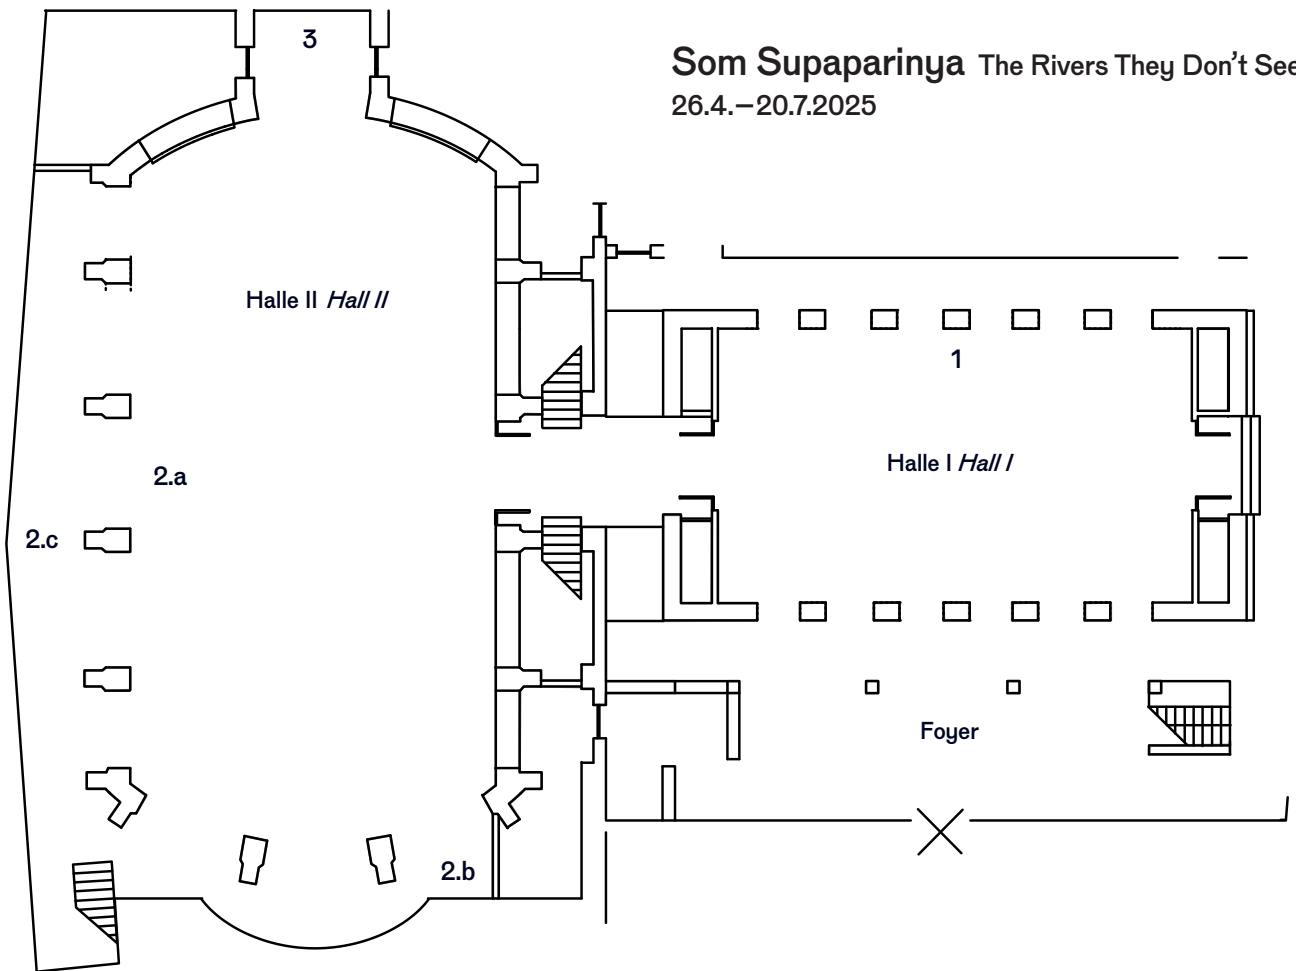 3
Som Supaparinya The Rivers They Don't See
26.4.–20.7.2025
Halle II Hall II
1
Halle I Hall I
2.a
2.c
Foyer
2.b